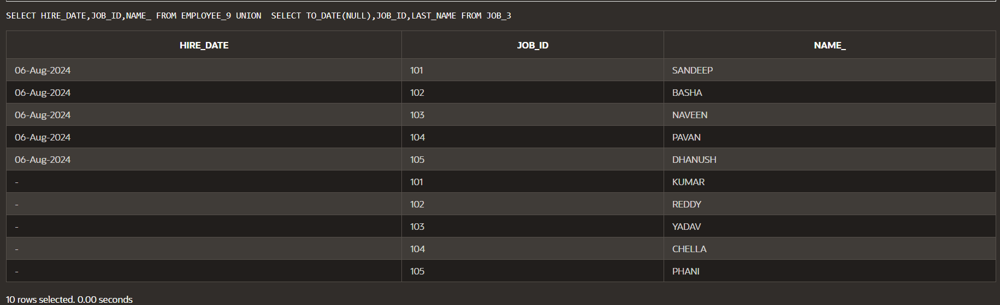 SELECT HIRE_DATE,JOB_ID,NAME_ FROM EMPLOYEE_9 UNION  SELECT TO_DATE(NULL),JOB_ID,LAST_NAME FROM JOB_3
HIRE_DATE JOB_ID NAME_
06-Aug-2024 101 SANDEEP
06-Aug-2024 102 BASHA
06-Aug-2024 103 NAVEEN
06-Aug-2024 104 PAVAN
06-Aug-2024 105 DHANUSH
- 101 KUMAR
- 102 REDDY
- 103 YADAV
- 104 CHELLA
- 105 PHANI
10 rows selected. 0.00 seconds